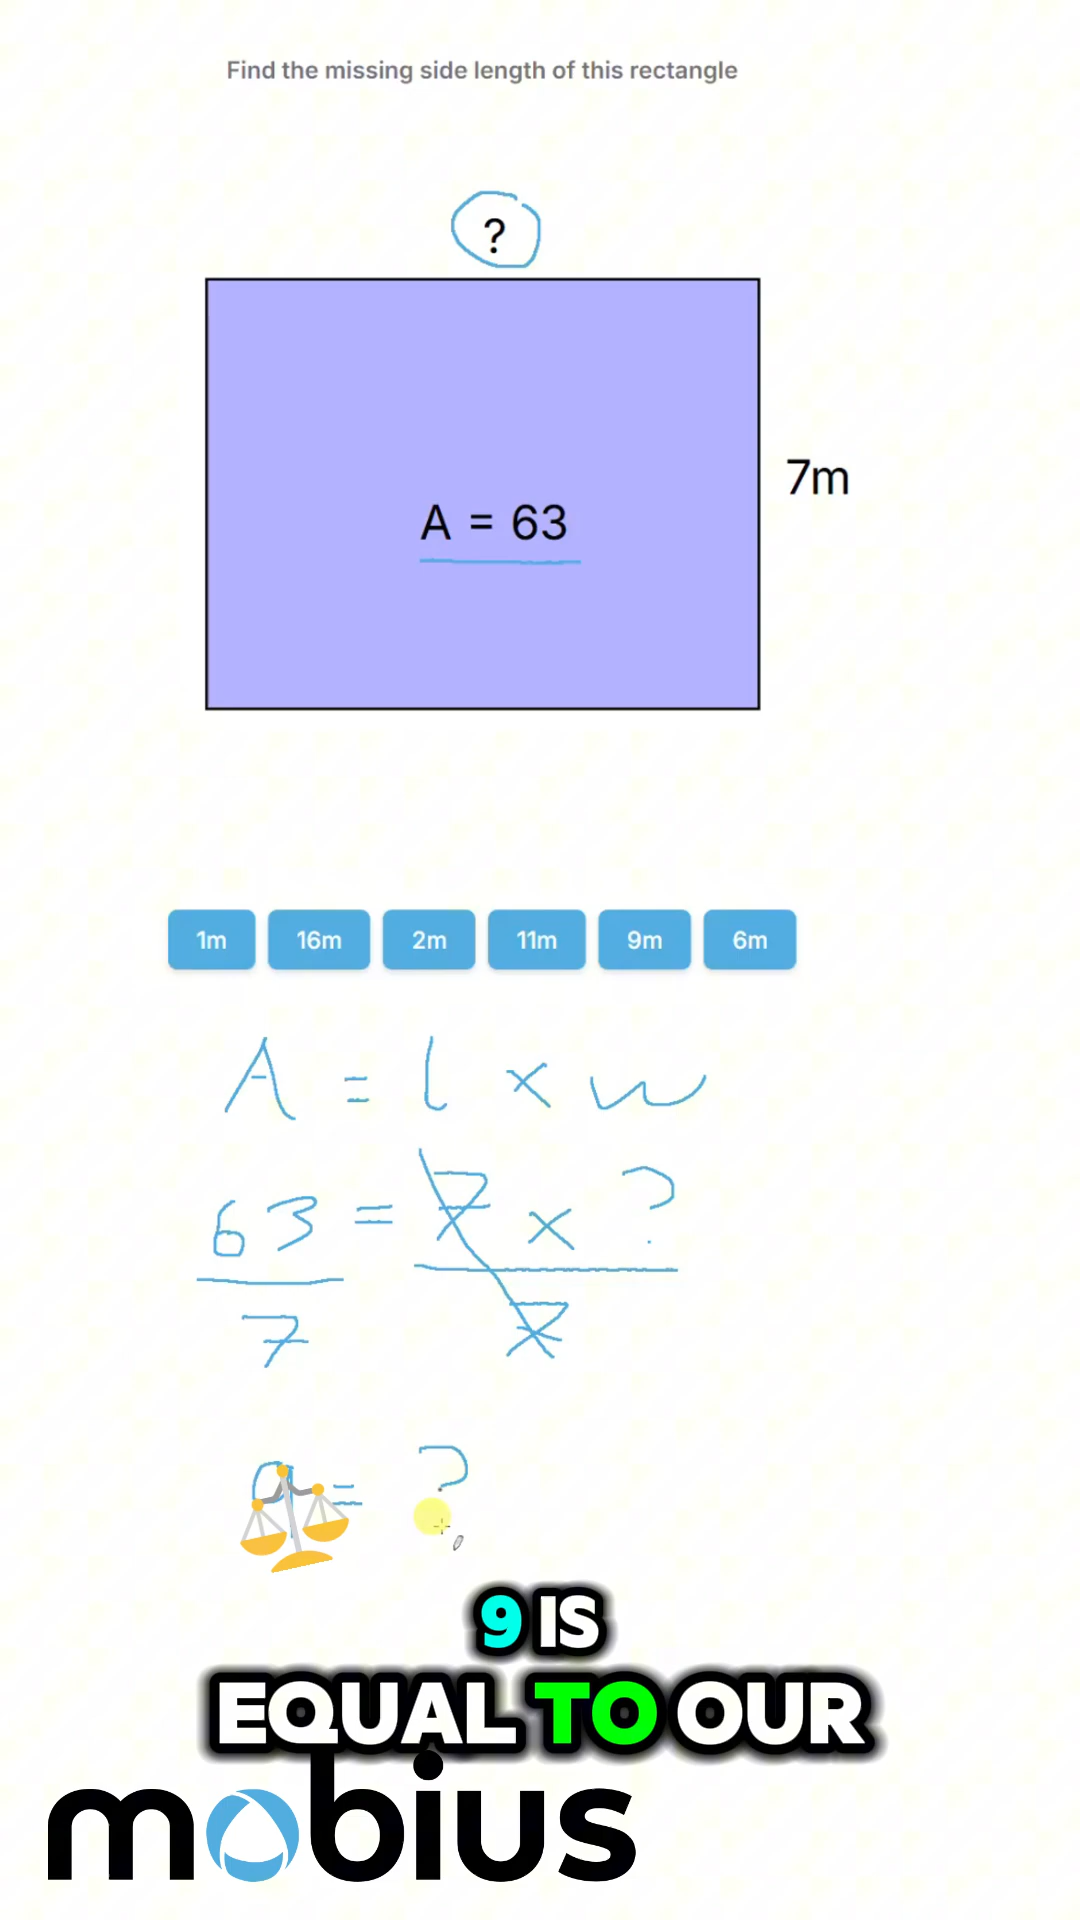 Find the missing side length of this rectangle
?
7m
A = 63
1m 16m 2m 11m 9m 6m
A = l x w
63 = 7 x ?
7 7
9 = ?
9 IS
EQUAL TO OUR
mobius